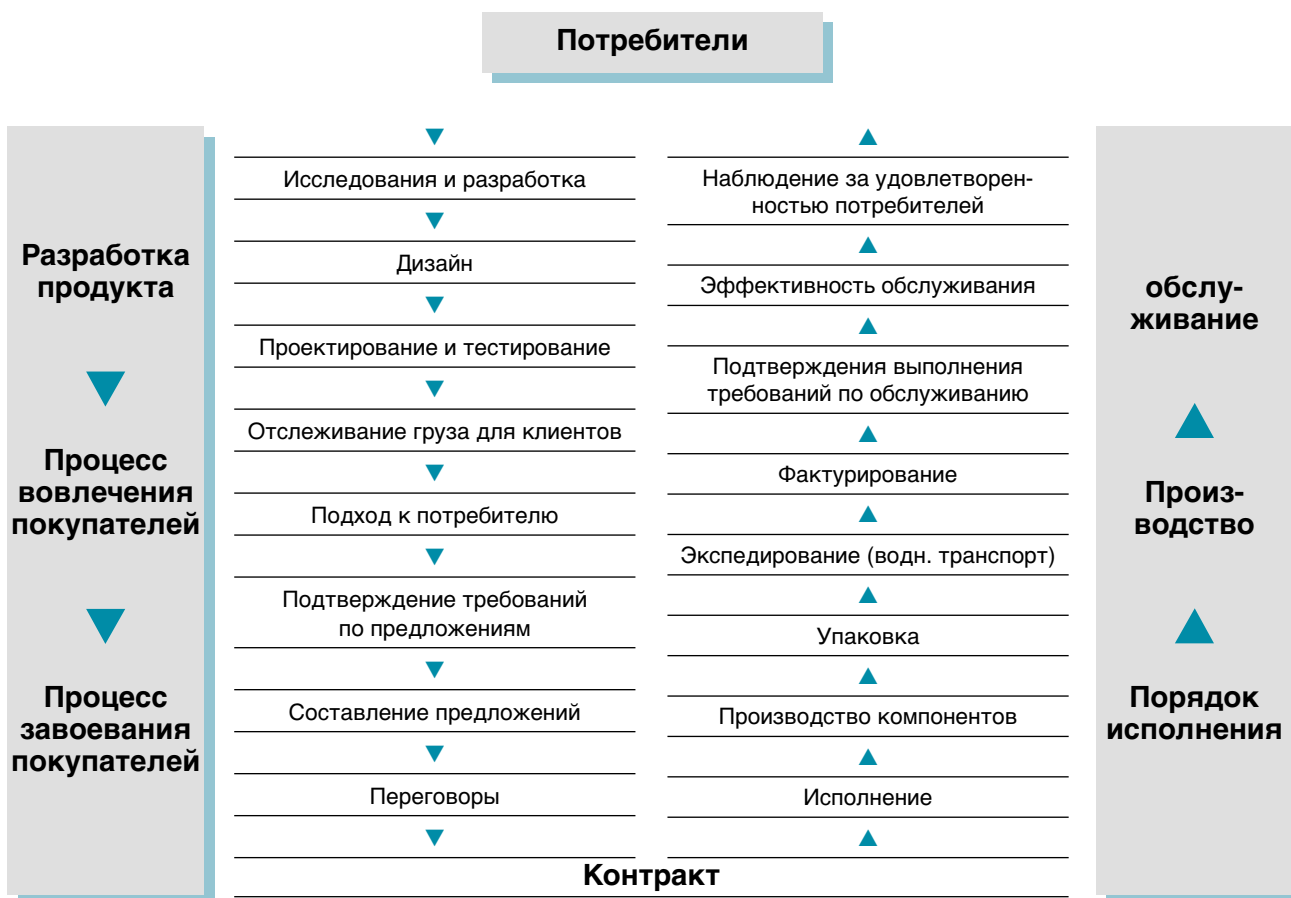 Потребители
Разработка
продукта
Процесс
вовлечения
покупателей
Процесс
завоевания
покупателей
Исследования и разработка
Дизайн
Проектирование и тестирование
Отслеживание груза для клиентов
Подход к потребителю
Подтверждение требований
по предложениям
Составление предложений
Переговоры
Наблюдение за удовлетворен-
ностью потребителей
Эффективность обслуживания
Подтверждения выполнения
требований по обслуживанию
Фактурирование
Экспедирование (водн. транспорт)
Упаковка
Производство компонентов
Исполнение
обслу-
живание
Произ-
водство
Порядок
исполнения
Контракт